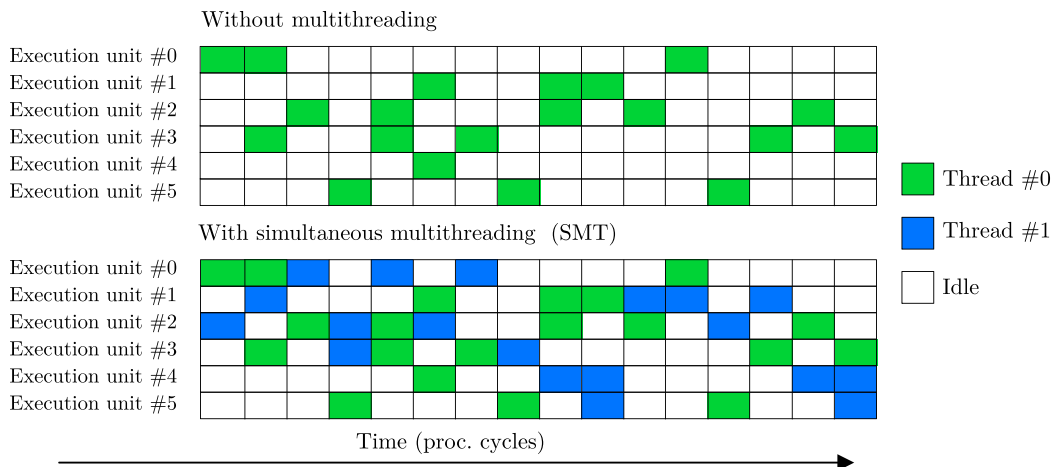 Without multithreading
Execution unit #0
Execution unit #1
Execution unit #2
Execution unit #3
Execution unit #4
Execution unit #5
With simultaneous multithreading (SMT)
Execution unit #0
Execution unit #1
Execution unit #2
Execution unit #3
Execution unit #4
Execution unit #5
Time (proc. cycles)
Thread #0
Thread #1
Idle